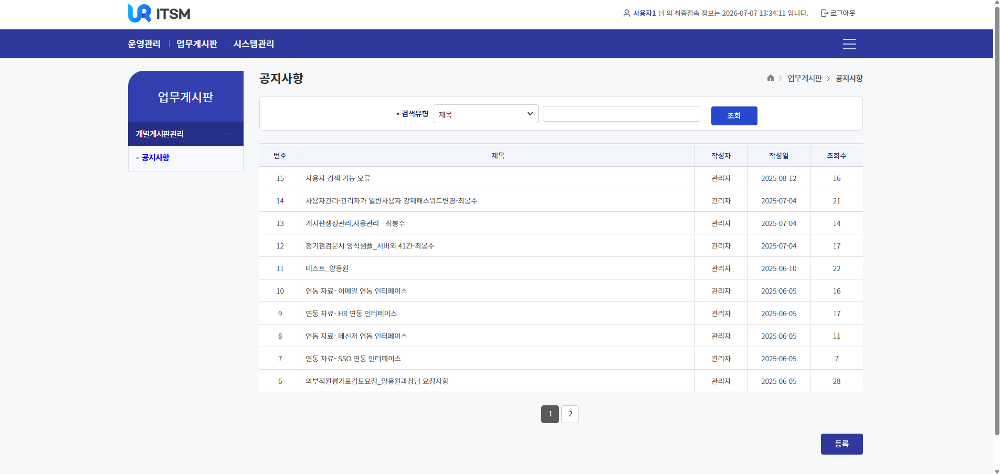 UR ITSM
사용자1 님 의 최종접속 정보는 2026-07-07 13:34:11 입니다. 로그아웃
운영관리 업무게시판 시스템관리
업무게시판
개별게시판관리
공지사항
공지사항
업무게시판 공지사항
• 검색유형 제목 조회
번호 제목 작성자 작성일 조회수
15 사용자 검색 기능 오류 관리자 2025-08-12 16
14 사용자관리-관리자가 일반사용자 강제패스워드변경-최봉수 관리자 2025-07-04 21
13 게시판생성관리,사용관리 - 최봉수 관리자 2025-07-04 14
12 정기점검문서 양식샘플_서버외 41건-최봉수 관리자 2025-07-04 17
11 테스트_양용원 관리자 2025-06-10 22
10 연동 자료- 이메일 연동 인터페이스 관리자 2025-06-05 16
9 연동 자료- HR 연동 인터페이스 관리자 2025-06-05 17
8 연동 자료- 메신저 연동 인터페이스 관리자 2025-06-05 11
7 연동 자료- SSO 연동 인터페이스 관리자 2025-06-05 7
6 외부직원평가표검토요청_양용원과장님 요청사항 관리자 2025-06-05 28
1 2
등록